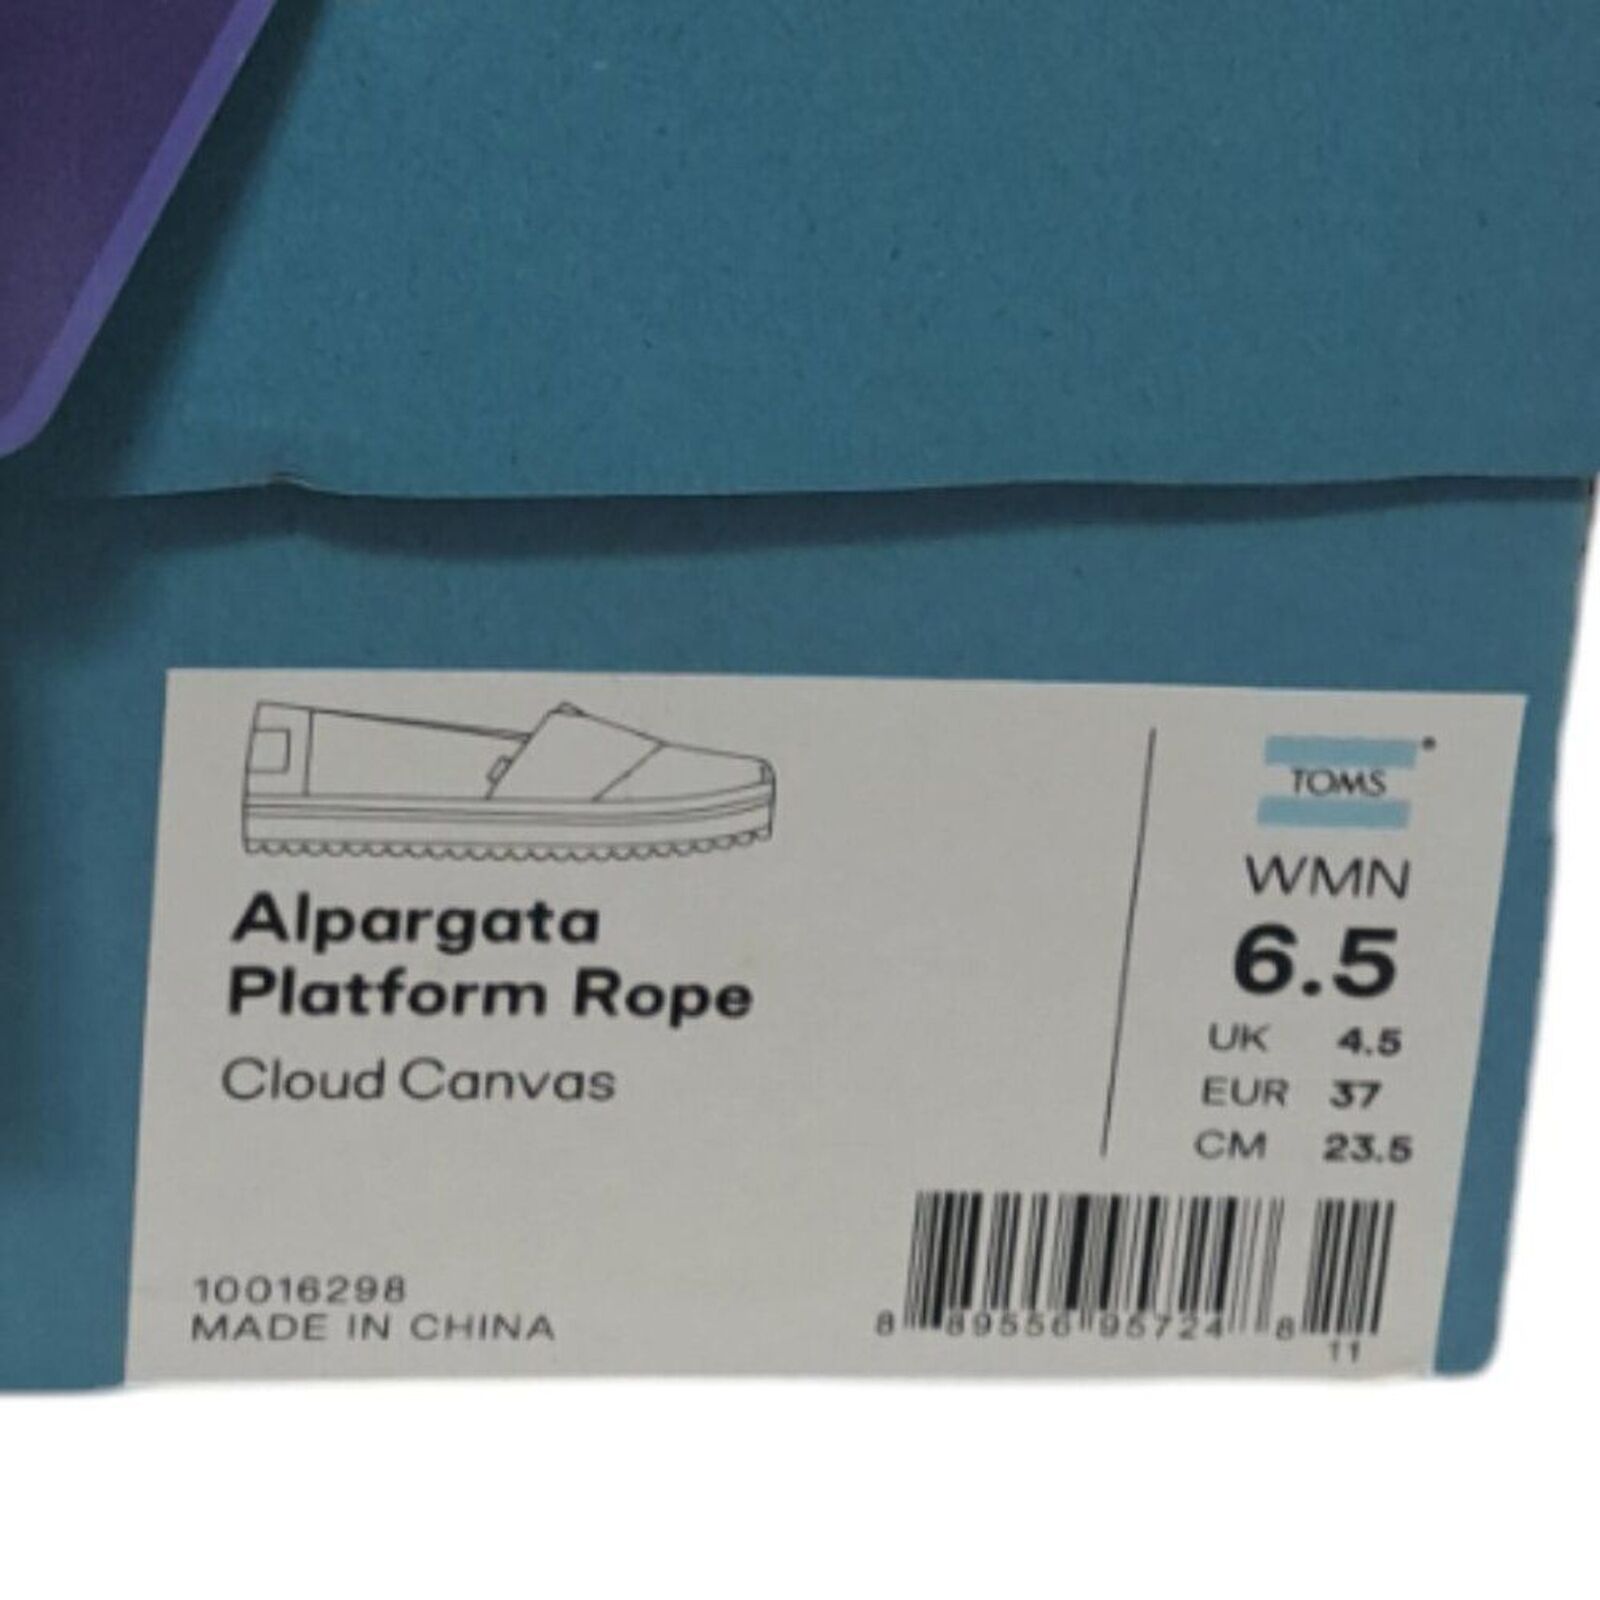 Alpargata
Platform Rope
Cloud Canvas
10016298
MADE IN CHINA
TOMS
WMN
6.5
UK 4.5
EUR 37
CM 23.5
8 89556 95724 8
11